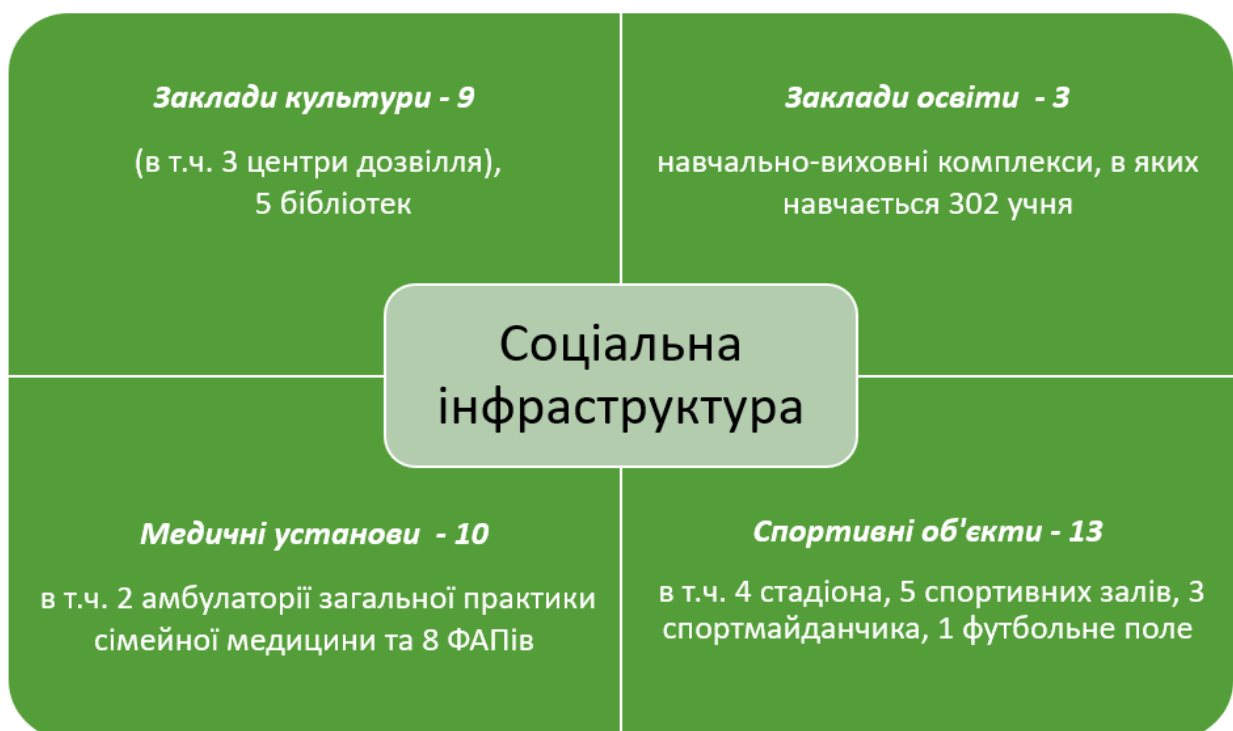 Заклади культури - 9
(в т.ч. 3 центри дозвілля),
5 бібліотек
Заклади освіти - 3
навчально-виховні комплекси, в яких
навчається 302 учня
Соціальна
інфраструктура
Медичні установи - 10
в т.ч. 2 амбулаторії загальної практики
сімейної медицини та 8 ФАПів
Спортивні об'єкти - 13
в т.ч. 4 стадіона, 5 спортивних залів, 3
спортмайданчика, 1 футбольне поле